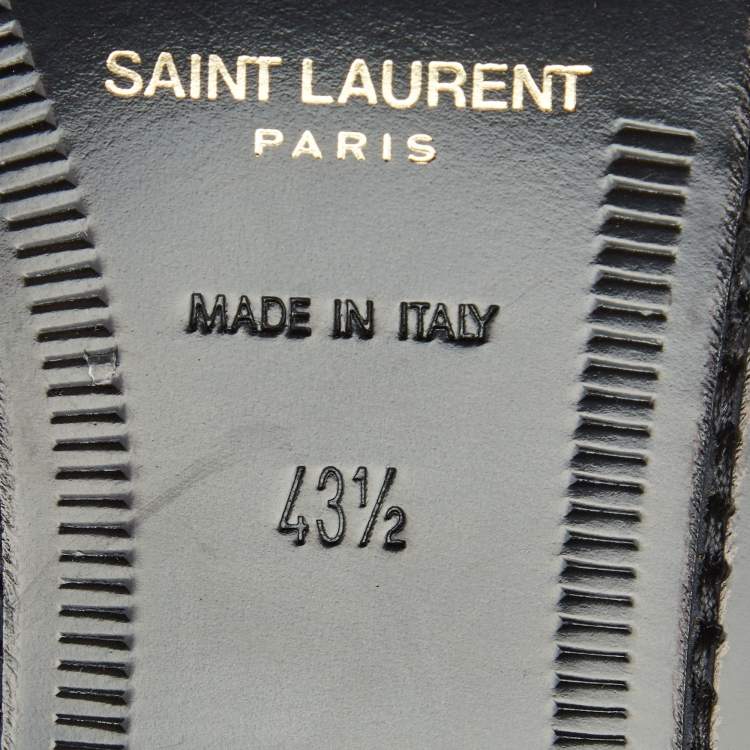 SAINT LAURENT
PARIS
MADE IN ITALY
43½